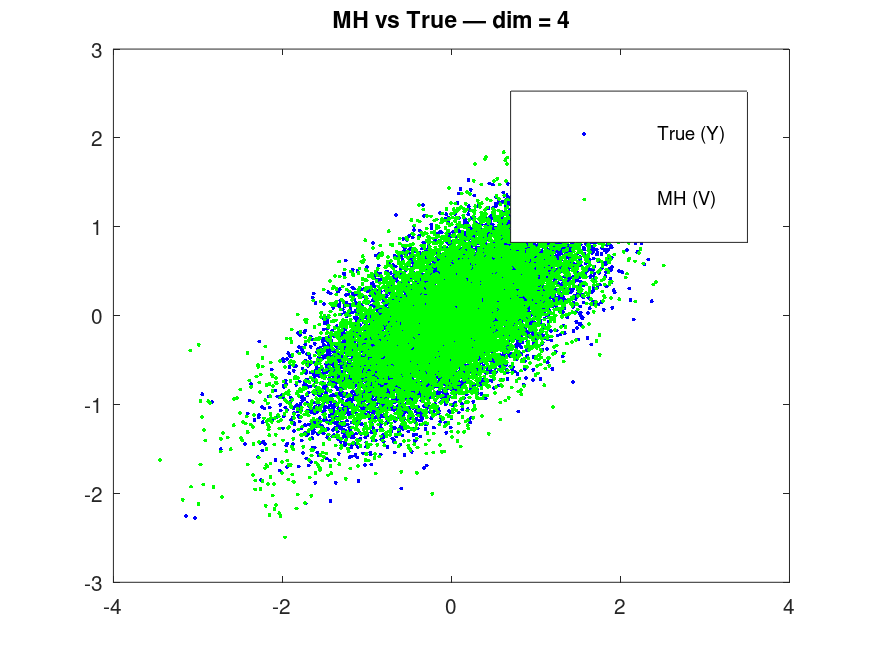 MH vs True — dim = 4
3
2
1
0
-1
-2
-3
True (Y)
MH (V)
-4 -2 0 2 4